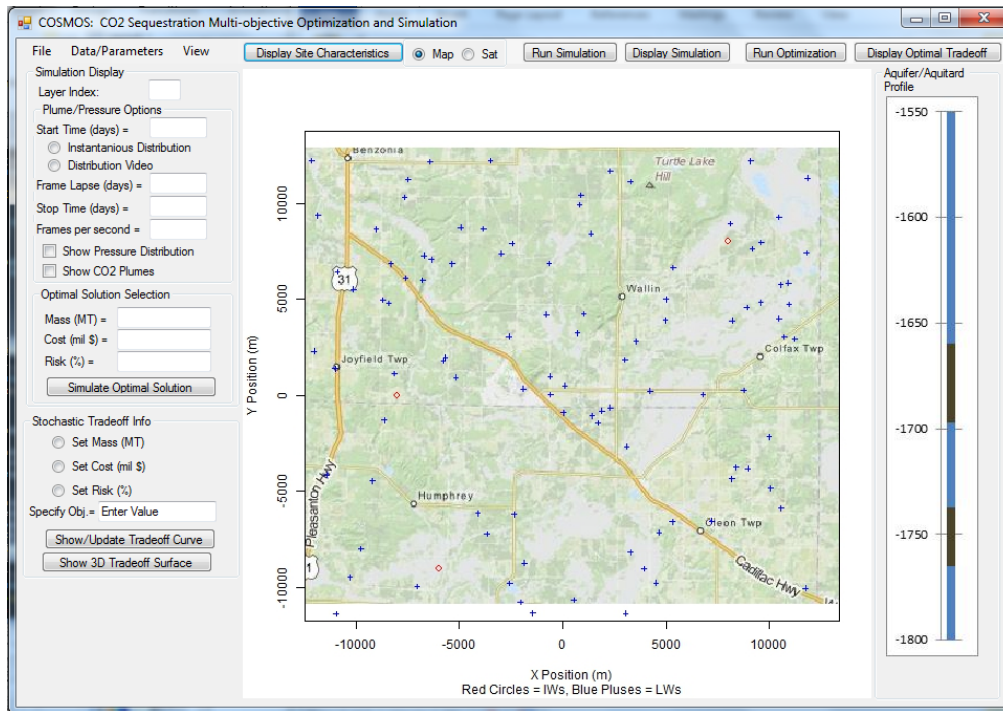 COSMOS: CO2 Sequestration Multi-objective Optimization and Simulation
File Data/Parameters View
Display Site Characteristics Map Sat Run Simulation Display Simulation Run Optimization Display Optimal Tradeoff
Simulation Display
Layer Index:
Plume/Pressure Options
Start Time (days) =
Instantanious Distribution
Distribution Video
Frame Lapse (days) =
Stop Time (days) =
Frames per second =
Show Pressure Distribution
Show CO2 Plumes
Optimal Solution Selection
Mass (MT) =
Cost (mil $) =
Risk (%) =
Simulate Optimal Solution
Stochastic Tradeoff Info
Set Mass (MT)
Set Cost (mil $)
Set Risk (%)
Specify Obj.= Enter Value
Show/Update Tradeoff Curve
Show 3D Tradeoff Surface
Y Position (m)
10000
5000
0
-5000
-10000
Benzonia
Turtle Lake
Hill
31
Wallin
Joyfield Twp
Colfax Twp
Humphrey
Pleasanton Hwy
Cleon Twp
Cadillac Hwy
1
-10000 -5000 0 5000 10000
X Position (m)
Red Circles = IWs, Blue Pluses = LWs
Aquifer/Aquitard
Profile
-1550
-1600
-1650
-1700
-1750
-1800